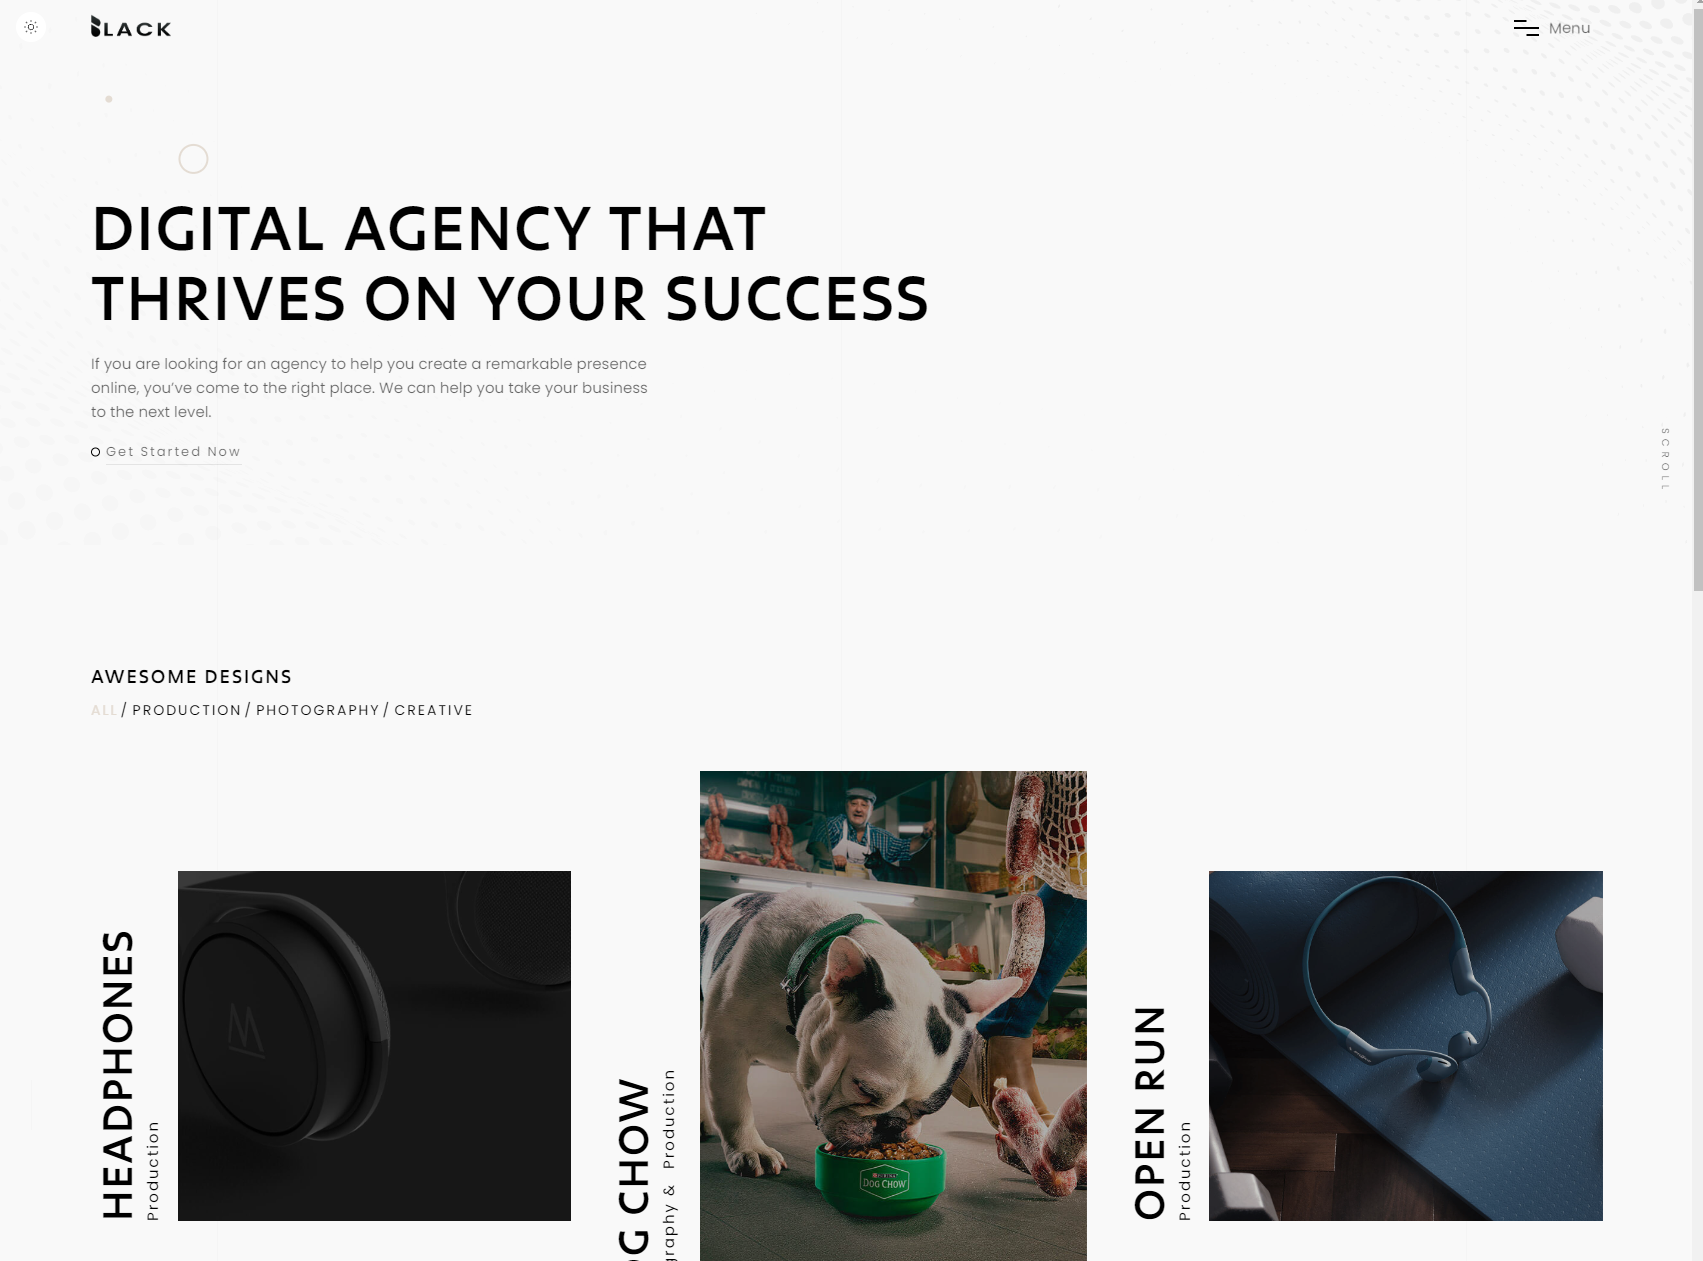 BLACK
Menu
DIGITAL AGENCY THAT
THRIVES ON YOUR SUCCESS
If you are looking for an agency to help you create a remarkable presence
online, you’ve come to the right place. We can help you take your business
to the next level.
Get Started Now
SCROLL
AWESOME DESIGNS
ALL / PRODUCTION / PHOTOGRAPHY / CREATIVE
HEADPHONES
Production
CHOW
& Production
DOG CHOW
OPEN RUN
Production